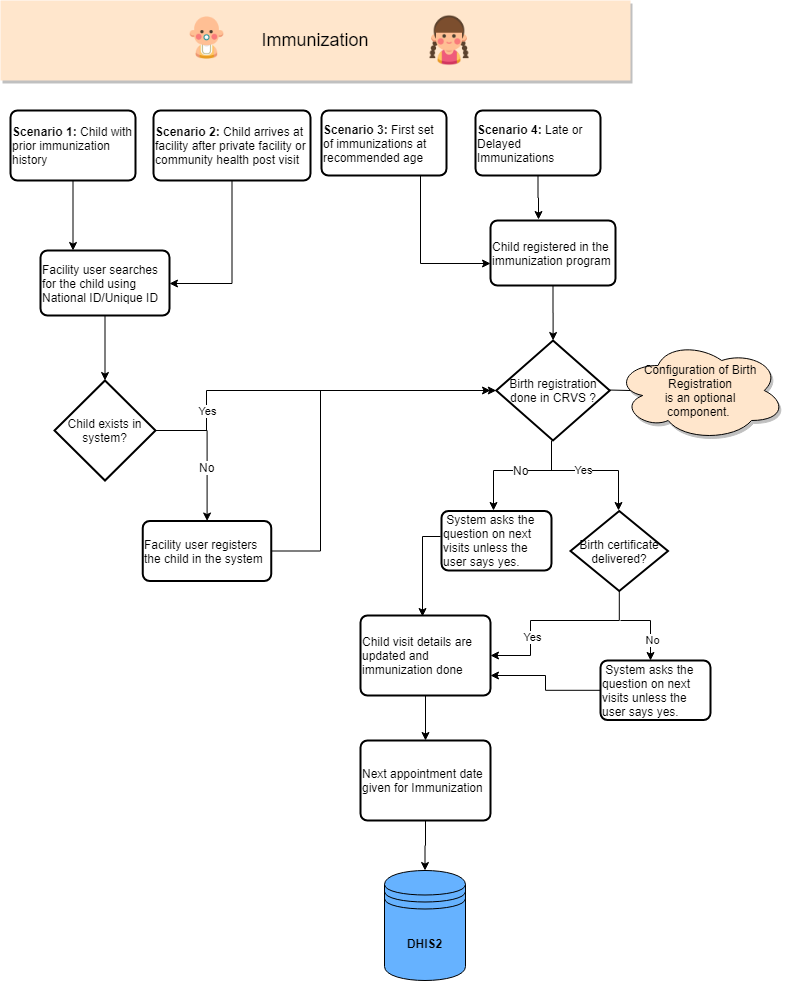 Immunization
Scenario 1: Child with
prior immunization
history
Scenario 2: Child arrives at
facility after private facility or
community health post visit
Scenario 3: First set
of immunizations at
recommended age
Scenario 4: Late or
Delayed
Immunizations
Facility user searches
for the child using
National ID/Unique ID
Child registered in the
immunization program
Child exists in
system?
Yes
No
Birth registration
done in CRVS ?
Configuration of Birth
Registration
is an optional
component.
Facility user registers
the child in the system
No
Yes
System asks the
question on next
visits unless the
user says yes.
Birth certificate
delivered?
Yes
No
Child visit details are
updated and
immunization done
System asks the
question on next
visits unless the
user says yes.
Next appointment date
given for Immunization
DHIS2